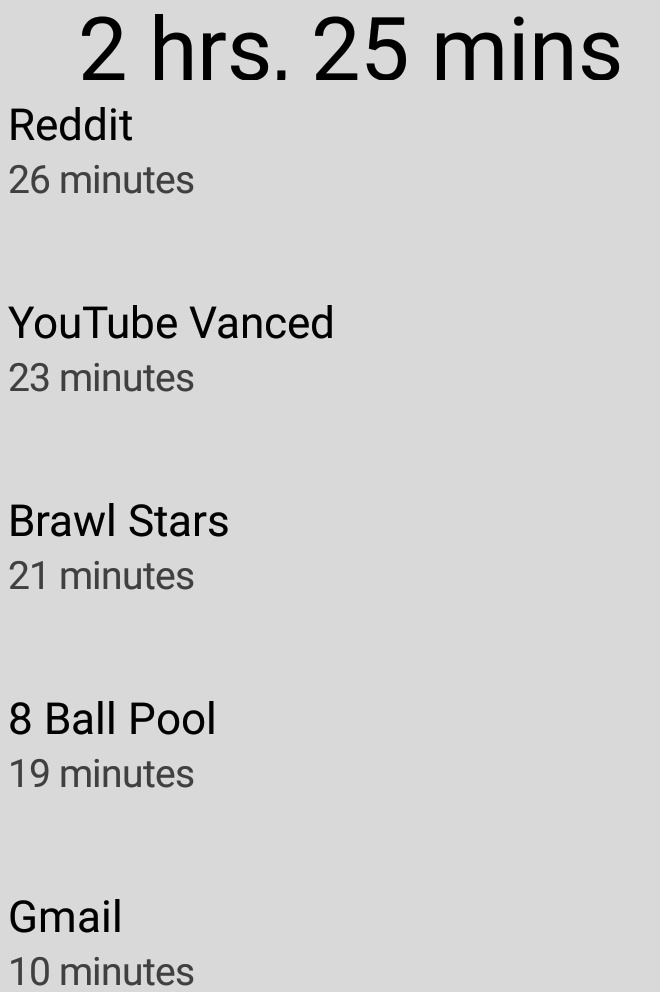 2 hrs. 25 mins
Reddit
26 minutes
YouTube Vanced
23 minutes
Brawl Stars
21 minutes
8 Ball Pool
19 minutes
Gmail
10 minutes